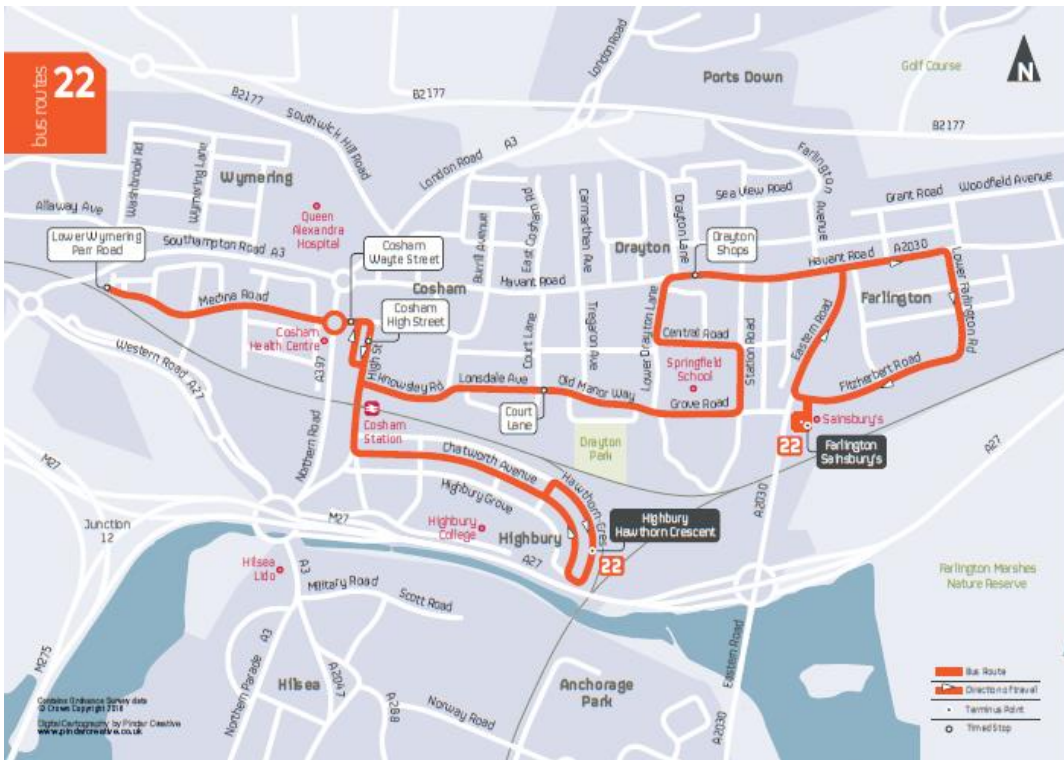 bus routes
22
B2177
B2177
B2177
London Road
Ports Down
Golf Course
N
Southwick Hill Road
London Road
A3
Washbrook Rd
Wymering Lane
Wymering
Allaway Ave
Queen
Alexandra
Hospital
Southampton Road A3
Lower Wymering
Parr Road
Cosham
Wayte Street
Cosham
Cosham
High Street
Medina Road
Cosham
Health Centre
High St
A397
Western Road
A27
Northern Road
Knowsley Rd
Cosham
Station
Burrill Avenue
East Cosham Rd
Carmarthen Ave
Havant Road
Court Lane
Tregaron Ave
Lonsdale Ave
Court
Lane
Old Manor Way
Drayton
Drayton Lane
Drayton
Shops
Sea View Road
Farlington Avenue
Grant Road
Woodfield Avenue
Havant Road
A2030
Lower Drayton Lane
Central Road
Springfield
School
Station Road
Grove Road
Eastern Road
Farlington
Lower Farlington Rd
Fitzherbert Road
Sainsbury's
22
Farlington
Sainsbury's
Drayton
Park
Chatworth Avenue
Hawthorn Cres
Highbury Grove
Highbury
College
Highbury
Highbury
Hawthorn Crescent
22
A2030
A27
A27
M27
M27
Junction
12
Hilsea
Lido
A3
Military Road
Scott Road
A3
Northern Parade
Hilsea
A2047
A288
Norway Road
Anchorage
Park
Eastern Road
A2030
Farlington Marshes
Nature Reserve
M275
Contains Ordnance Survey data
© Crown Copyright 2016
Digital Cartography by Pindar Creative
www.pindarcreative.co.uk
Bus Route
Direction of travel
Terminus Point
Timed Stop